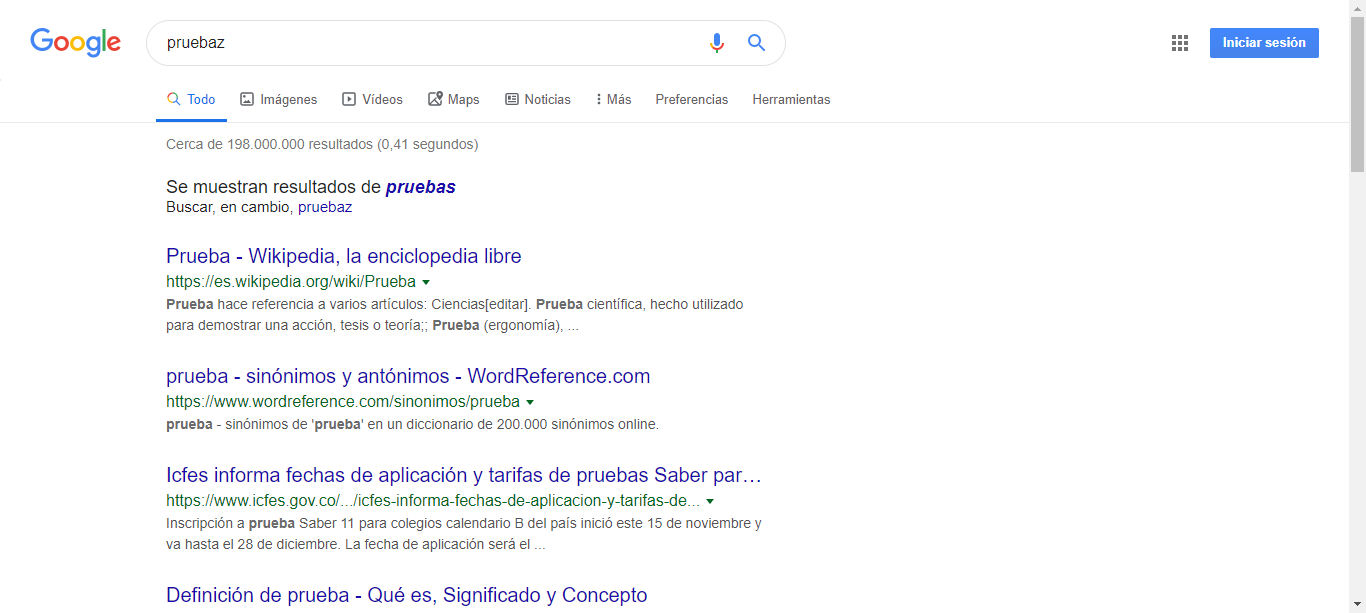 Google
pruebaz
Iniciar sesión
Todo Imágenes Vídeos Maps Noticias Más Preferencias Herramientas
Cerca de 198.000.000 resultados (0,41 segundos)
Se muestran resultados de pruebas
Buscar, en cambio, pruebaz
Prueba - Wikipedia, la enciclopedia libre
https://es.wikipedia.org/wiki/Prueba
Prueba hace referencia a varios artículos: Ciencias[editar]. Prueba científica, hecho utilizado
para demostrar una acción, tesis o teoría;; Prueba (ergonomía), ...
prueba - sinónimos y antónimos - WordReference.com
https://www.wordreference.com/sinonimos/prueba
prueba - sinónimos de 'prueba' en un diccionario de 200.000 sinónimos online.
Icfes informa fechas de aplicación y tarifas de pruebas Saber par...
https://www.icfes.gov.co/.../icfes-informa-fechas-de-aplicacion-y-tarifas-de...
Inscripción a prueba Saber 11 para colegios calendario B del país inició este 15 de noviembre y
va hasta el 28 de diciembre. La fecha de aplicación será el ...
Definición de prueba - Qué es, Significado y Concepto